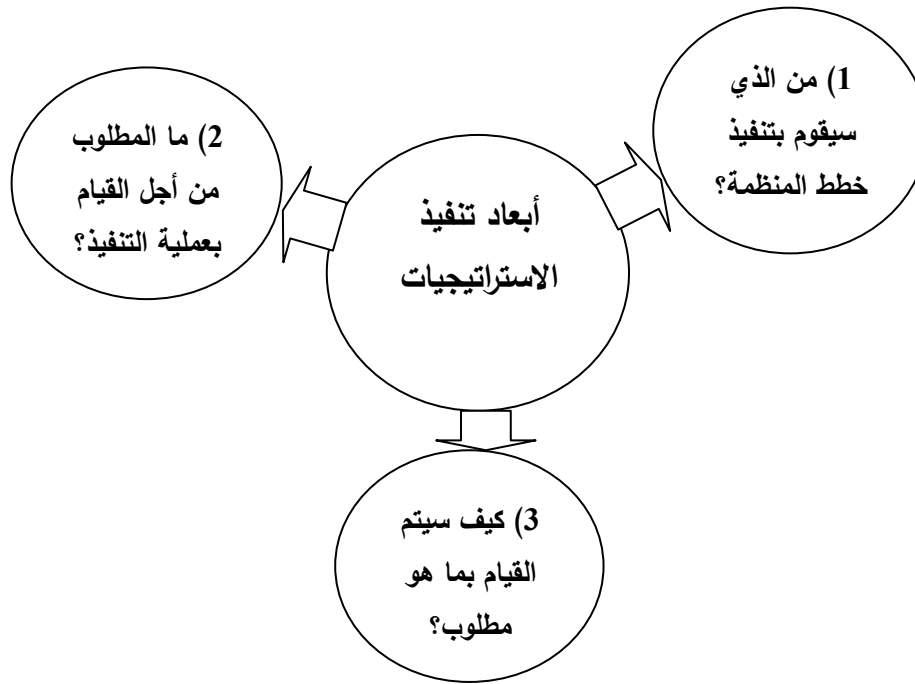 1) من الذي
سيقوم بتنفيذ
خطط المنظمة؟
2) ما المطلوب
من أجل القيام
بعملية التنفيذ؟
أبعاد تنفيذ
الاستراتيجيات
3) كيف سيتم
القيام بما هو
مطلوب؟